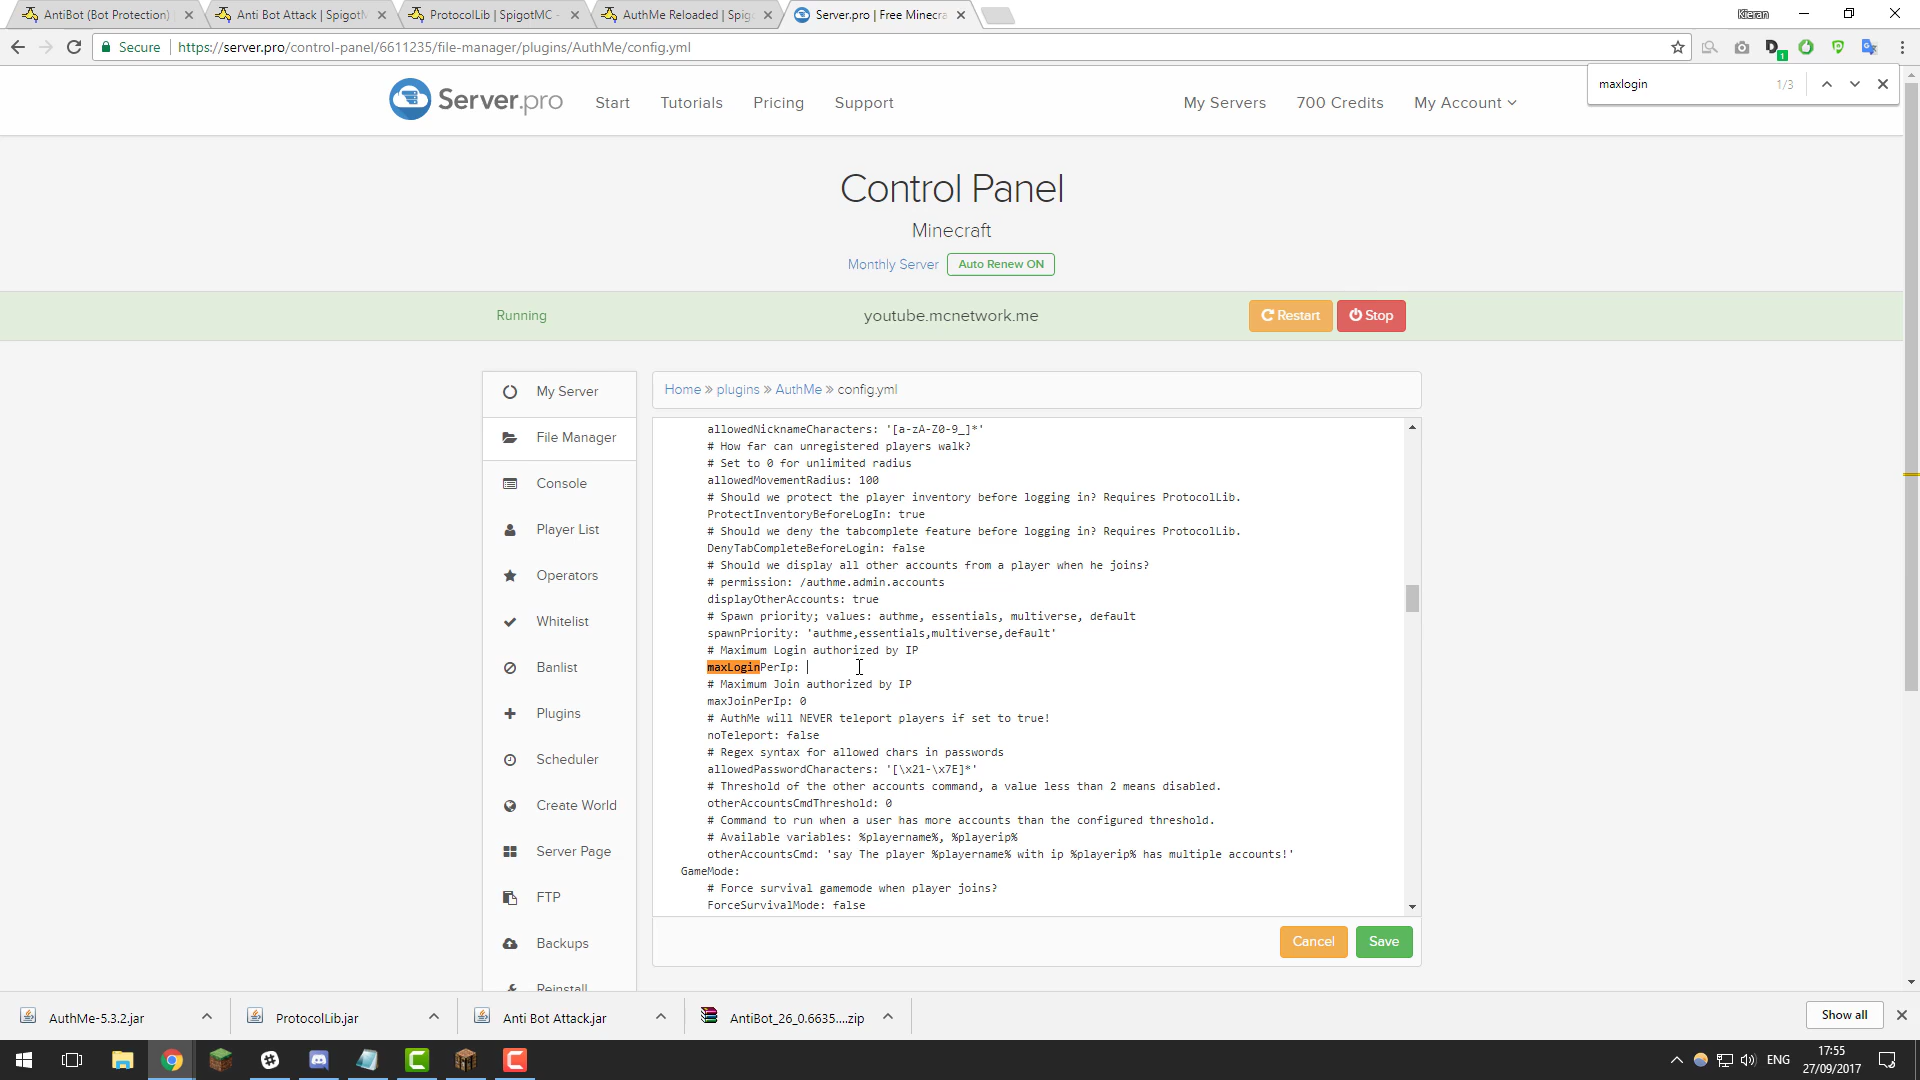 AntiBot (Bot Protection)
Anti Bot Attack | SpigotM
ProtocolLib | SpigotMC -
AuthMe Reloaded | Spig
Server.pro | Free Minecra
Kieran
Secure
https://server.pro/control-panel/6611235/file-manager/plugins/AuthMe/config.yml
maxlogin 1/3
Server.pro
Start
Tutorials
Pricing
Support
My Servers
700 Credits
My Account
Control Panel
Minecraft
Monthly Server
Auto Renew ON
Running
youtube.mcnetwork.me
Restart
Stop
My Server
File Manager
Console
Player List
Operators
Whitelist
Banlist
Plugins
Scheduler
Create World
Server Page
FTP
Backups
Reinstall
Home » plugins » AuthMe » config.yml
allowedNicknameCharacters: '[a-zA-Z0-9_]*'
# How far can unregistered players walk?
# Set to 0 for unlimited radius
allowedMovementRadius: 100
# Should we protect the player inventory before logging in? Requires ProtocolLib.
ProtectInventoryBeforeLogIn: true
# Should we deny the tabcomplete feature before logging in? Requires ProtocolLib.
DenyTabCompleteBeforeLogin: false
# Should we display all other accounts from a player when he joins?
# permission: /authme.admin.accounts
displayOtherAccounts: true
# Spawn priority; values: authme, essentials, multiverse, default
spawnPriority: 'authme,essentials,multiverse,default'
# Maximum Login authorized by IP
maxLoginPerIp:
# Maximum Join authorized by IP
maxJoinPerIp: 0
# AuthMe will NEVER teleport players if set to true!
noTeleport: false
# Regex syntax for allowed chars in passwords
allowedPasswordCharacters: '[\x21-\x7E]*'
# Threshold of the other accounts command, a value less than 2 means disabled.
otherAccountsCmdThreshold: 0
# Command to run when a user has more accounts than the configured threshold.
# Available variables: %playername%, %playerip%
otherAccountsCmd: 'say The player %playername% with ip %playerip% has multiple accounts!'
GameMode:
# Force survival gamemode when player joins?
ForceSurvivalMode: false
Cancel
Save
AuthMe-5.3.2.jar
ProtocolLib.jar
Anti Bot Attack.jar
AntiBot_26_0.6635....zip
Show all
ENG
17:55
27/09/2017